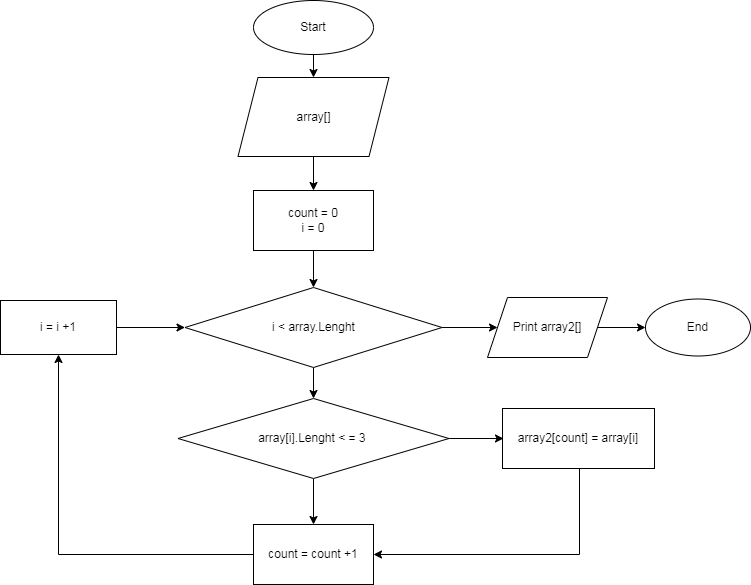 Start
array[]
count = 0
i = 0
i = i +1
i < array.Lenght
Print array2[]
End
array[i].Lenght < = 3
array2[count] = array[i]
count = count +1